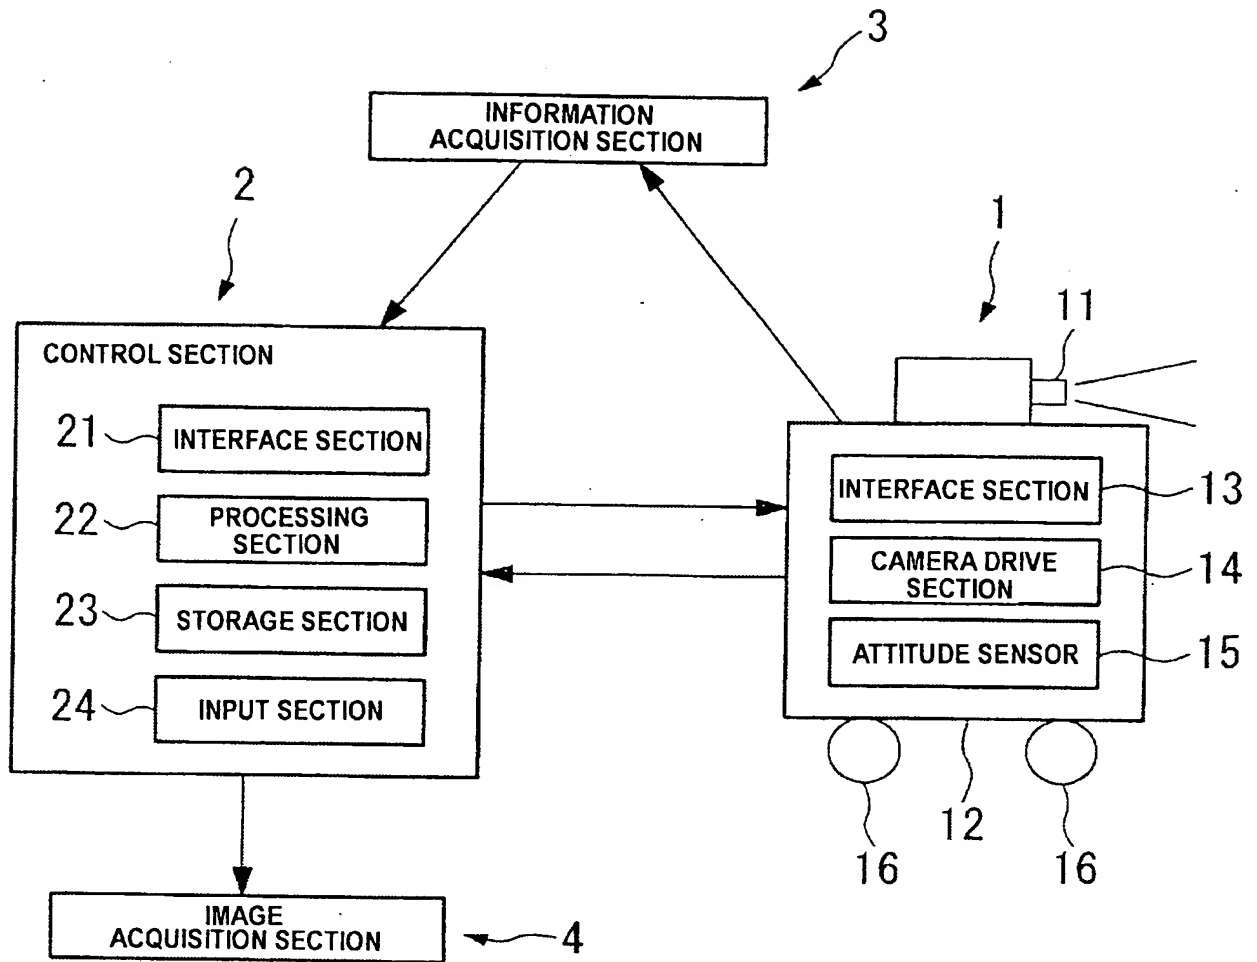 3
INFORMATION
ACQUISITION SECTION
2
1
11
CONTROL SECTION
21
INTERFACE SECTION
22
PROCESSING
SECTION
23
STORAGE SECTION
24
INPUT SECTION
INTERFACE SECTION
13
CAMERA DRIVE
SECTION
14
ATTITUDE SENSOR
15
16
12
16
IMAGE
ACQUISITION SECTION
4